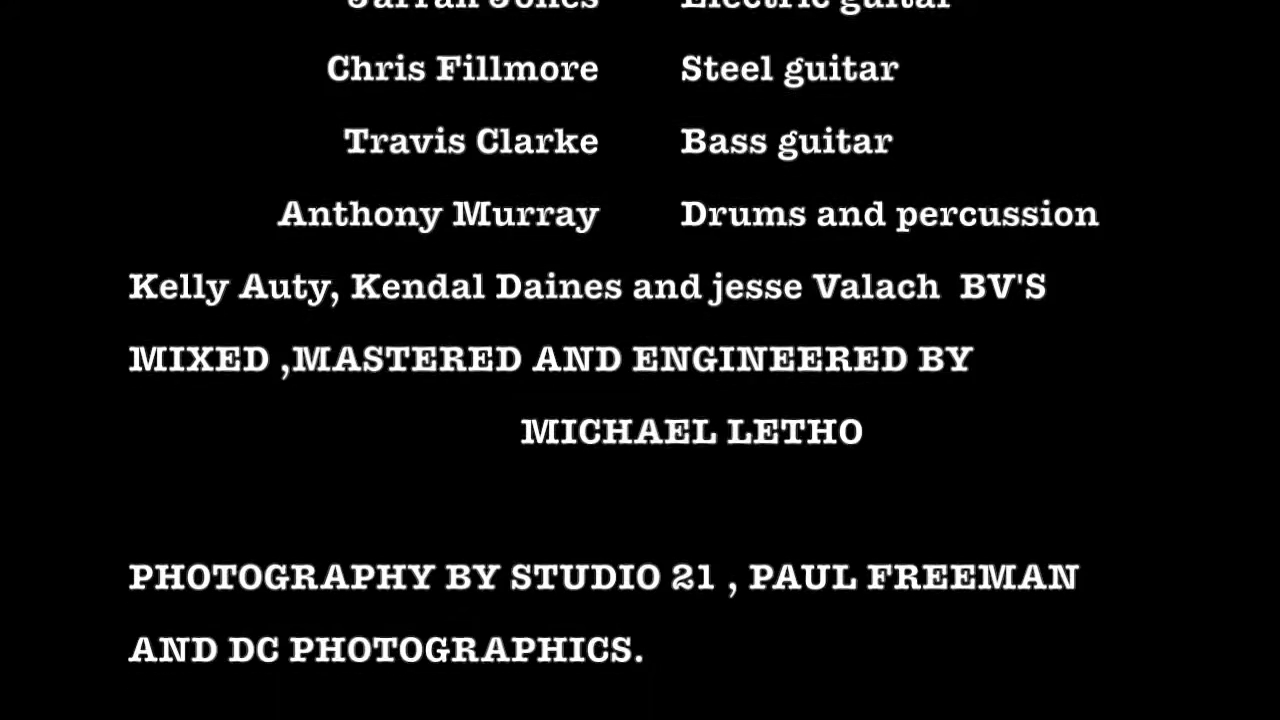 Jarrah Jones Electric guitar
Chris Fillmore Steel guitar
Travis Clarke Bass guitar
Anthony Murray Drums and percussion
Kelly Auty, Kendal Daines and jesse Valach BV'S
MIXED ,MASTERED AND ENGINEERED BY
MICHAEL LETHO
PHOTOGRAPHY BY STUDIO 21 , PAUL FREEMAN
AND DC PHOTOGRAPHICS.